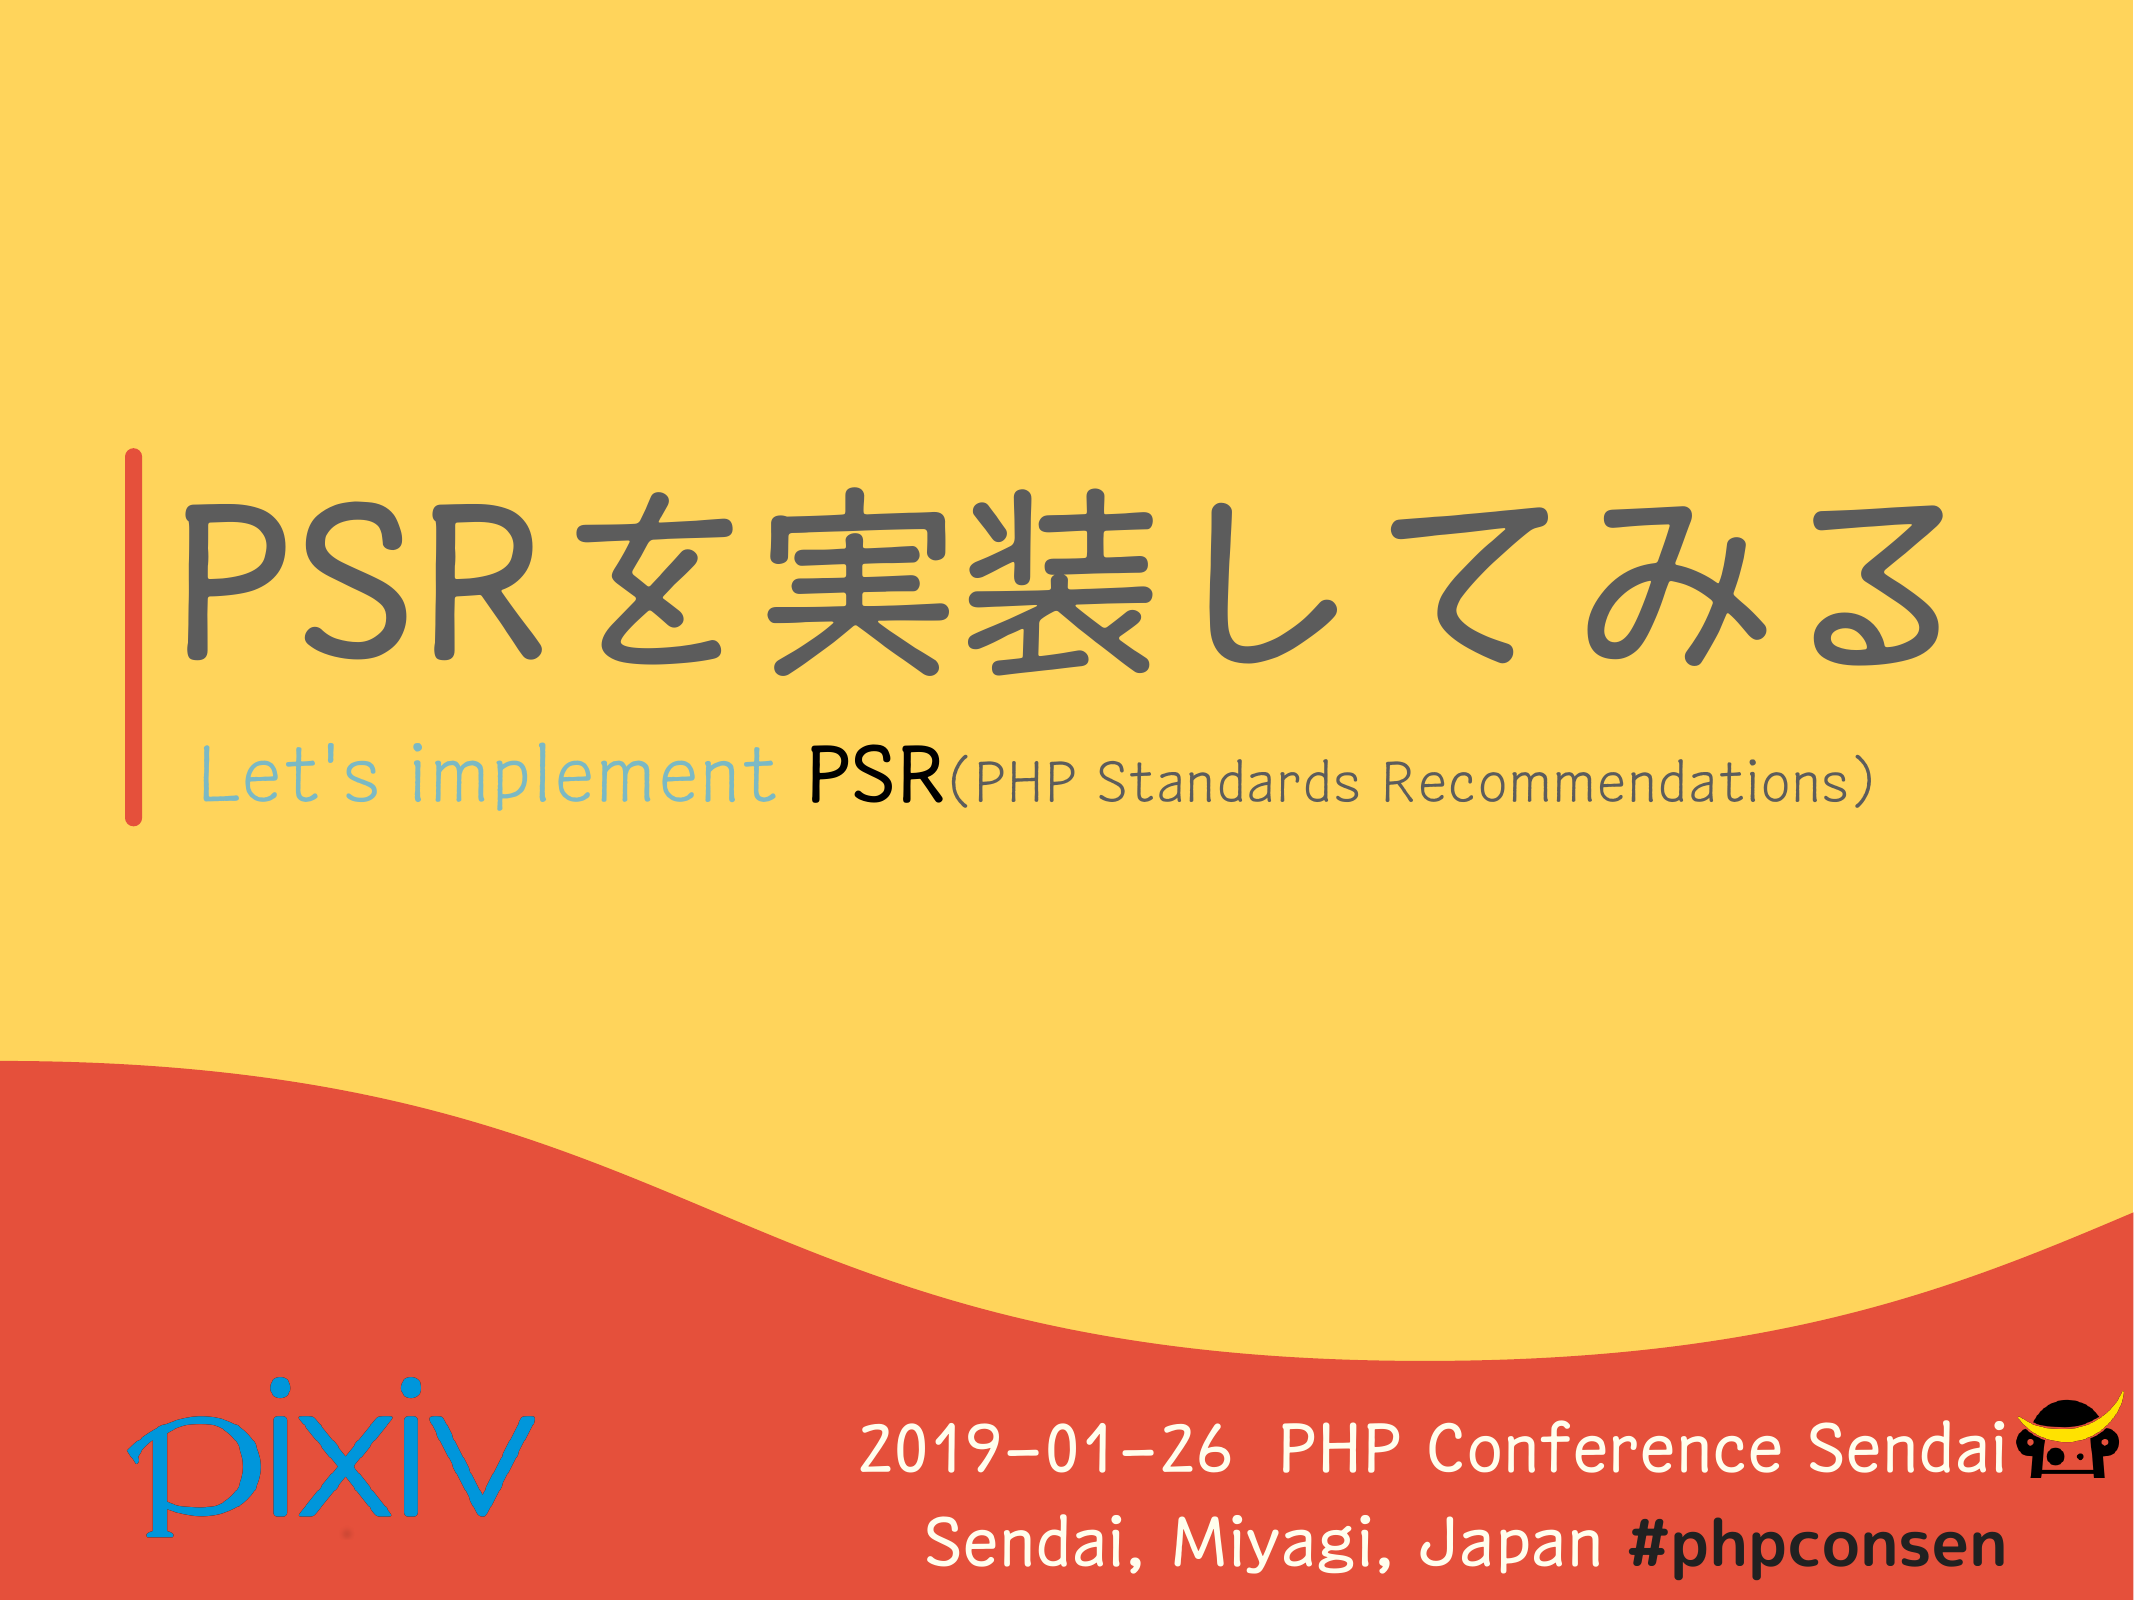 PSRを実装してみる
Let's implement PSR(PHP Standards Recommendations)
pixiv
2019-01-26 PHP Conference Sendai
Sendai, Miyagi, Japan #phpconsen